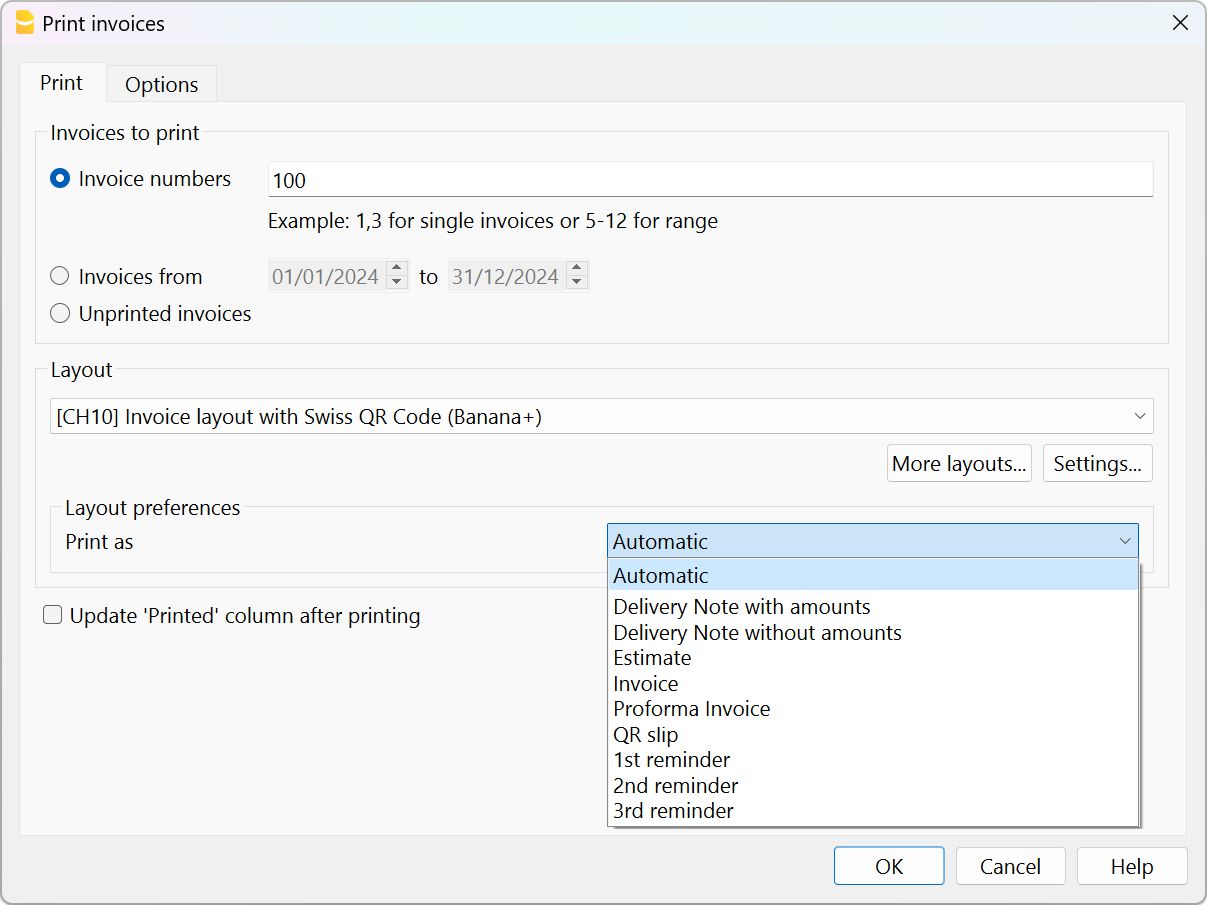 Print invoices
Print
Options
Invoices to print
Invoice numbers
100
Example: 1,3 for single invoices or 5-12 for range
Invoices from
01/01/2024
to
31/12/2024
Unprinted invoices
Layout
[CH10] Invoice layout with Swiss QR Code (Banana+)
More layouts...
Settings...
Layout preferences
Print as
Automatic
Automatic
Delivery Note with amounts
Delivery Note without amounts
Estimate
Invoice
Proforma Invoice
QR slip
1st reminder
2nd reminder
3rd reminder
Update 'Printed' column after printing
OK
Cancel
Help